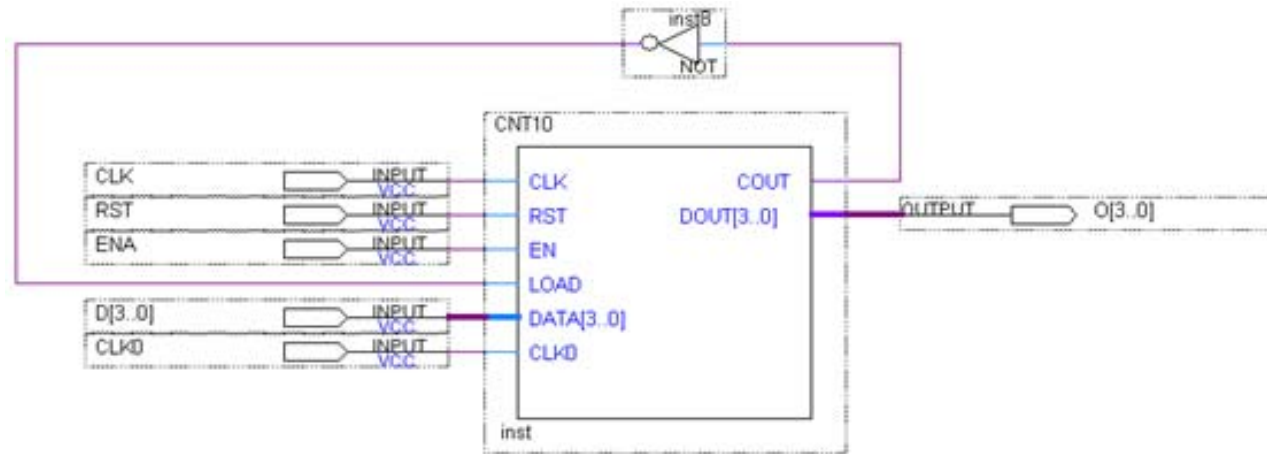 inst8
NOT
CNT10
CLK INPUT VCC CLK COUT
RST INPUT VCC RST DOUT[3..0] OUTPUT O[3..0]
ENA INPUT VCC EN
LOAD
D[3..0] INPUT VCC DATA[3..0]
CLK0 INPUT VCC CLK0
inst